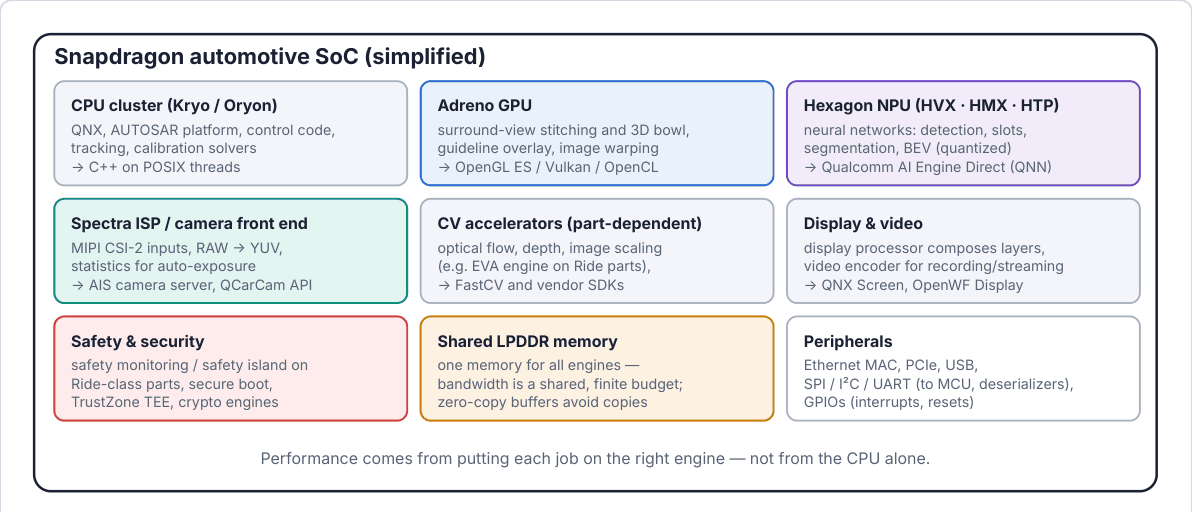 Snapdragon automotive SoC (simplified)
CPU cluster (Kryo / Oryon)
QNX, AUTOSAR platform, control code,
tracking, calibration solvers
→ C++ on POSIX threads
Adreno GPU
surround-view stitching and 3D bowl,
guideline overlay, image warping
→ OpenGL ES / Vulkan / OpenCL
Hexagon NPU (HVX · HMX · HTP)
neural networks: detection, slots,
segmentation, BEV (quantized)
→ Qualcomm AI Engine Direct (QNN)
Spectra ISP / camera front end
MIPI CSI-2 inputs, RAW → YUV,
statistics for auto-exposure
→ AIS camera server, QCarCam API
CV accelerators (part-dependent)
optical flow, depth, image scaling
(e.g. EVA engine on Ride parts),
→ FastCV and vendor SDKs
Display & video
display processor composes layers,
video encoder for recording/streaming
→ QNX Screen, OpenWF Display
Safety & security
safety monitoring / safety island on
Ride-class parts, secure boot,
TrustZone TEE, crypto engines
Shared LPDDR memory
one memory for all engines —
bandwidth is a shared, finite budget;
zero-copy buffers avoid copies
Peripherals
Ethernet MAC, PCIe, USB,
SPI / I²C / UART (to MCU, deserializers),
GPIOs (interrupts, resets)
Performance comes from putting each job on the right engine — not from the CPU alone.